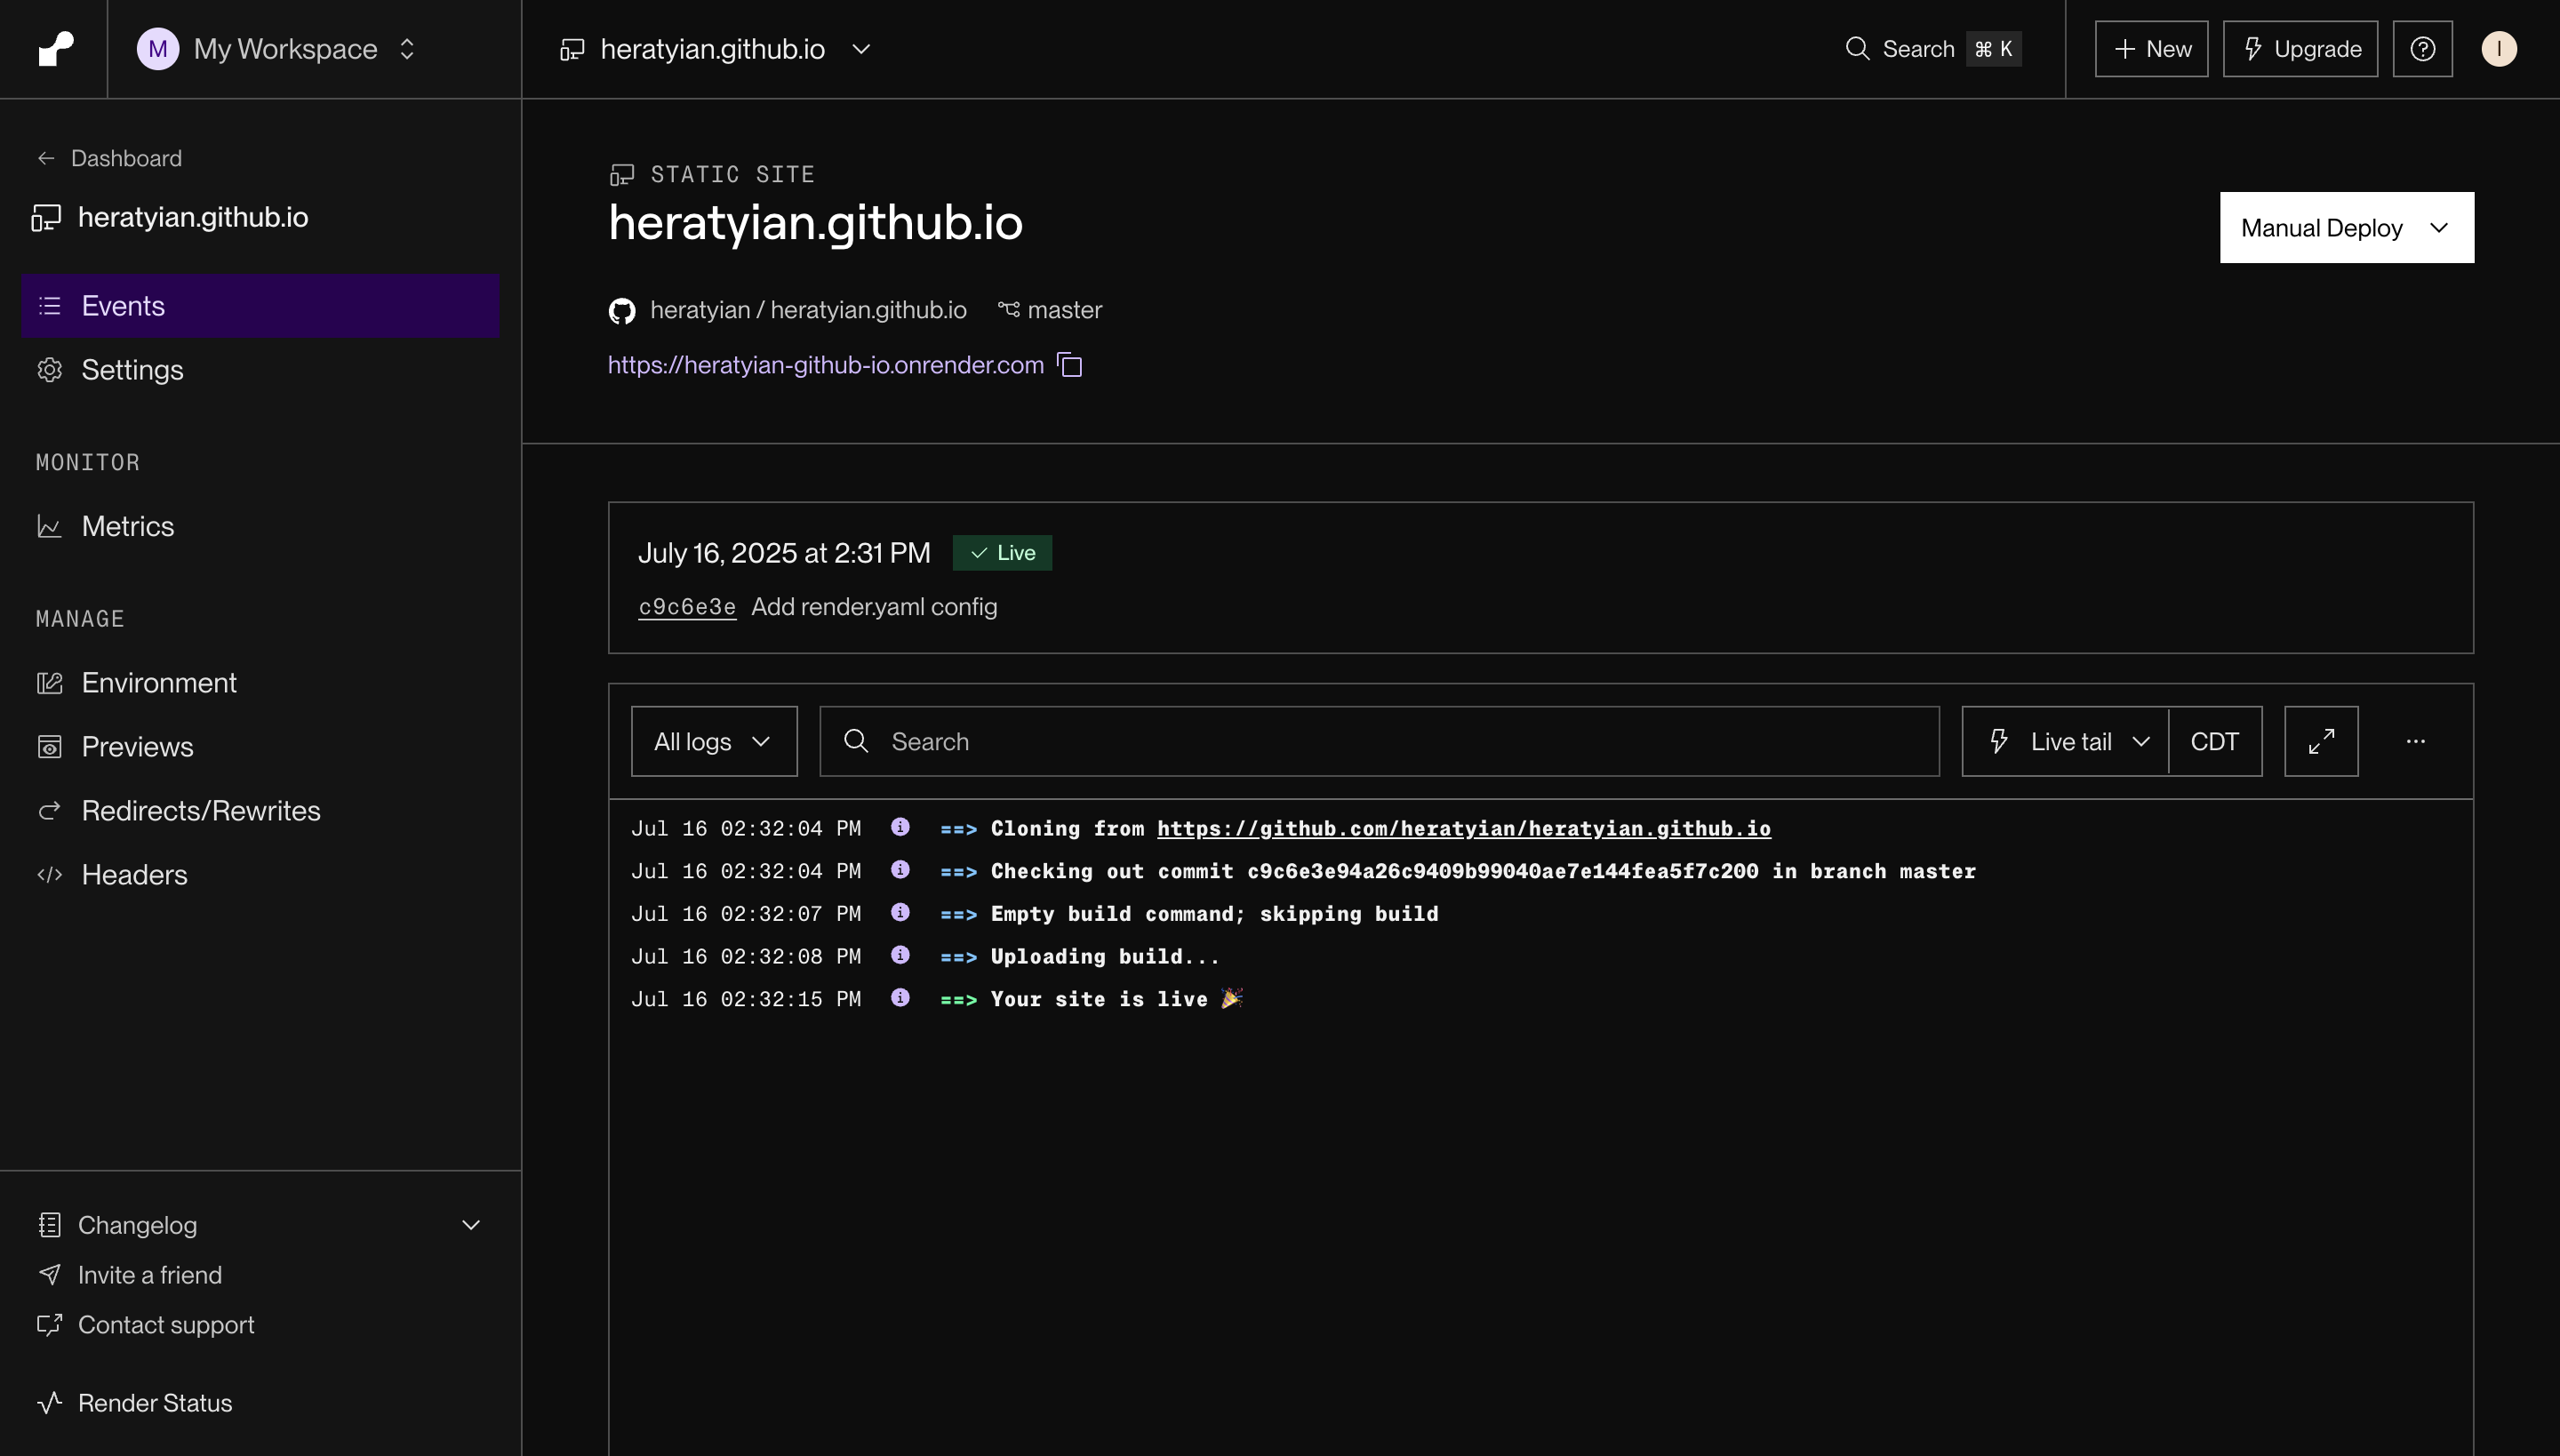 M My Workspace
heratyian.github.io
Search ⌘ K
+ New
Upgrade
I
← Dashboard
heratyian.github.io
Events
Settings
MONITOR
Metrics
MANAGE
Environment
Previews
Redirects/Rewrites
Headers
Changelog
Invite a friend
Contact support
Render Status
STATIC SITE
heratyian.github.io
Manual Deploy
heratyian / heratyian.github.io master
https://heratyian-github-io.onrender.com
July 16, 2025 at 2:31 PM ✓ Live
c9c6e3e Add render.yaml config
All logs
Search
Live tail
CDT
...
Jul 16 02:32:04 PM ==> Cloning from https://github.com/heratyian/heratyian.github.io
Jul 16 02:32:04 PM ==> Checking out commit c9c6e3e94a26c9409b99040ae7e144fea5f7c200 in branch master
Jul 16 02:32:07 PM ==> Empty build command; skipping build
Jul 16 02:32:08 PM ==> Uploading build...
Jul 16 02:32:15 PM ==> Your site is live 🎉